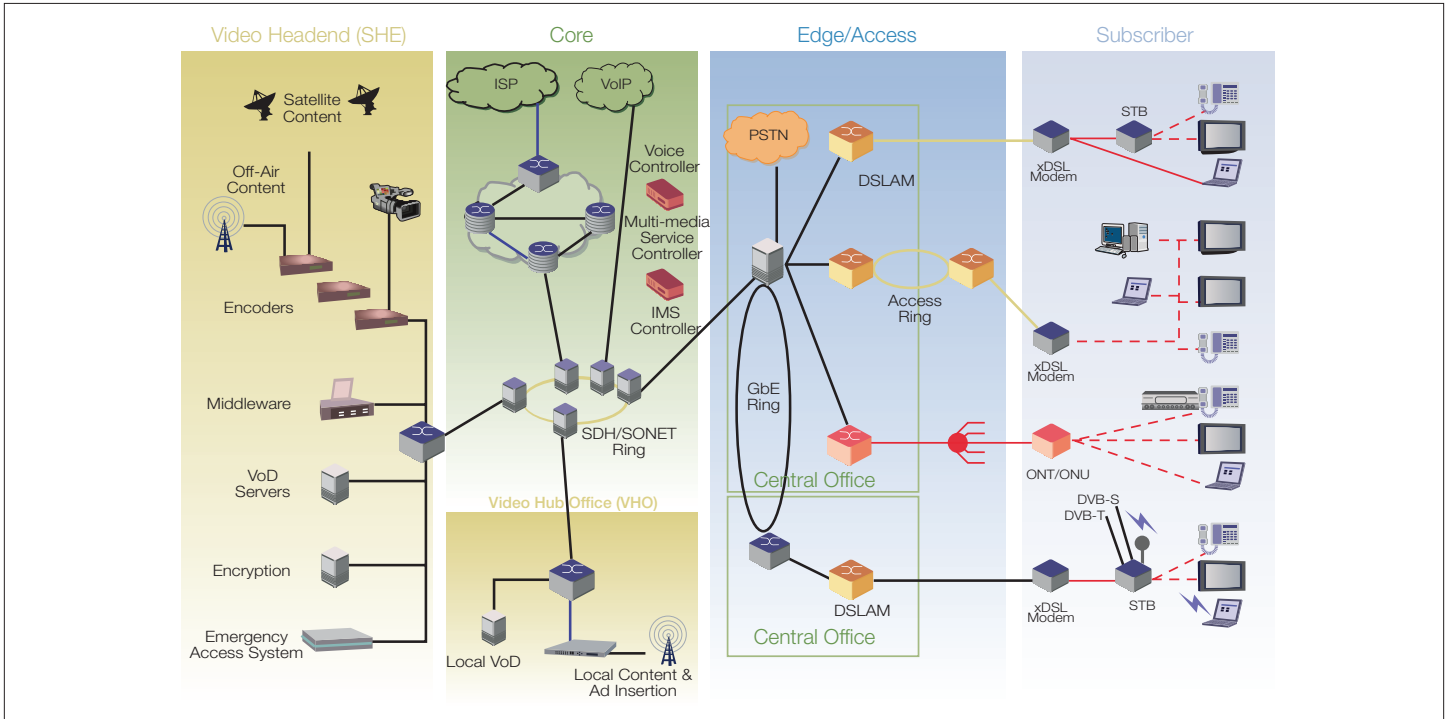 Video Headend (SHE)
Core
Edge/Access
Subscriber
Satellite
Content
Off-Air
Content
Encoders
Middleware
VoD
Servers
Encryption
Emergency
Access System
ISP
VoIP
Voice
Controller
Multi-media
Service
Controller
IMS
Controller
SDH/SONET
Ring
Video Hub Office (VHO)
Local VoD
Local Content &
Ad Insertion
PSTN
DSLAM
Access
Ring
GbE
Ring
Central Office
DSLAM
Central Office
STB
xDSL
Modem
xDSL
Modem
ONT/ONU
DVB-S
DVB-T
xDSL
Modem
STB